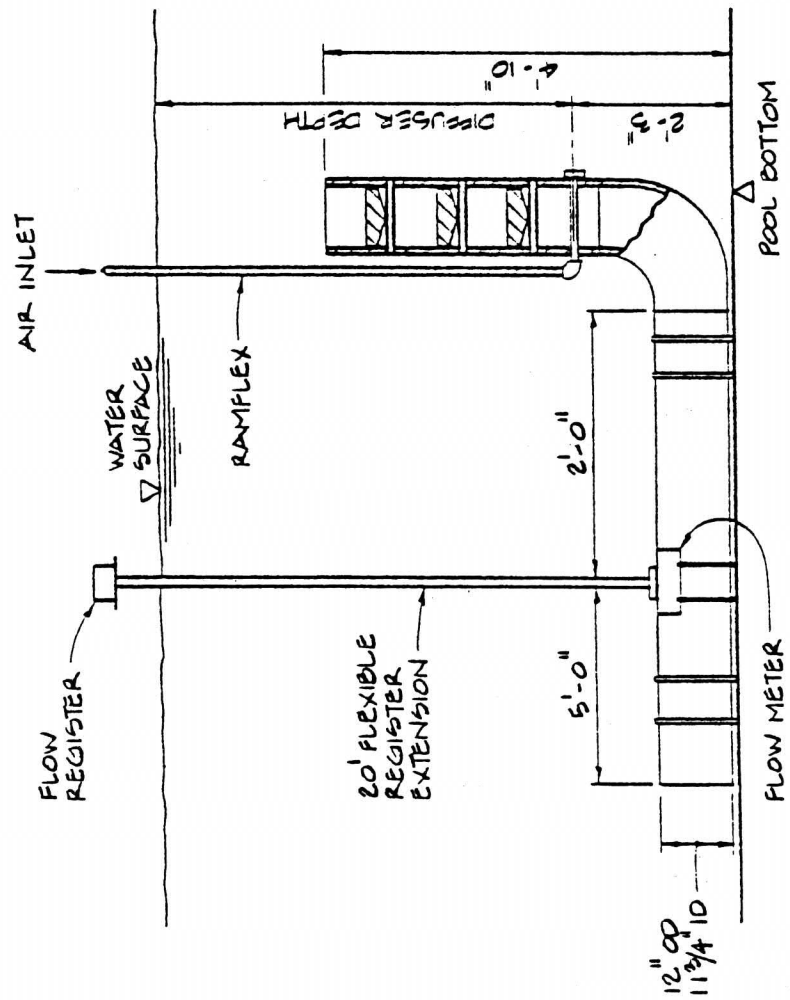 AIR INLET
WATER
SURFACE
FLOW
REGISTER
RAMFLEX
20' FLEXIBLE
REGISTER
EXTENSION
DIFFUSER DEPTH
4'-10"
2'-3"
2'-0"
5'-0"
12" OD
11 3/4" ID
FLOW METER
POOL BOTTOM